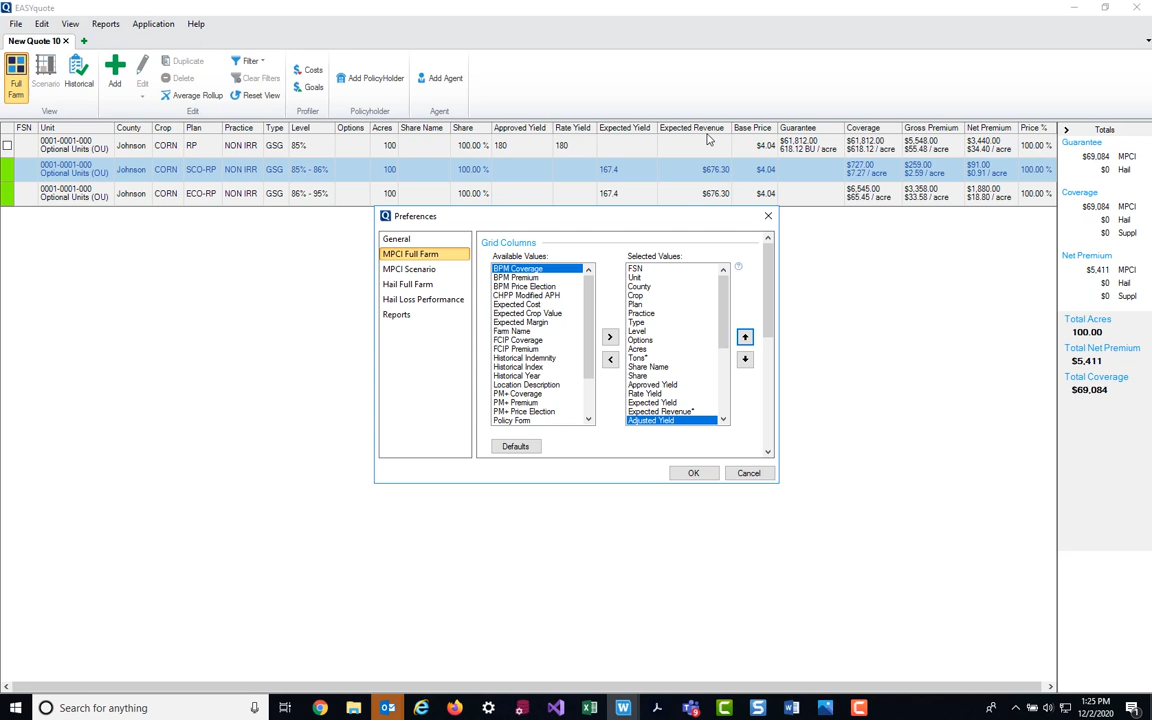 EASYquote
File Edit View Reports Application Help
New Quote 10 ×
Full Farm
Scenario
Historical
View
Add
Edit
Duplicate
Delete
Average Rollup
Edit
Filter
Clear Filters
Reset View
Costs
Goals
Profiler
Add PolicyHolder
Policyholder
Add Agent
Agent
FSN Unit County Crop Plan Practice Type Level Options Acres Share Name Share Approved Yield Rate Yield Expected Yield Expected Revenue Base Price Guarantee Coverage Gross Premium Net Premium Price %
0001-0001-000 Johnson CORN RP NON IRR GSG 85% 100 100.00 % 180 180 $4.04 $61,812.00 $61,812.00 $5,548.00 $3,440.00 100.00 %
Optional Units (OU) 618.12 BU / acre $618.12 / acre $55.48 / acre $34.40 / acre
0001-0001-000 Johnson CORN SCO-RP NON IRR GSG 85% - 86% 100 100.00 % 167.4 $676.30 $4.04 $727.00 $259.00 $91.00 100.00 %
Optional Units (OU) $7.27 / acre $2.59 / acre $0.91 / acre
0001-0001-000 Johnson CORN ECO-RP NON IRR GSG 86% - 95% 100 100.00 % 167.4 $676.30 $4.04 $6,545.00 $3,358.00 $1,880.00 100.00 %
Optional Units (OU) $65.45 / acre $33.58 / acre $18.80 / acre
Totals
Guarantee
$69,084 MPCI
$0 Hail
Coverage
$69,084 MPCI
$0 Hail
$0 Suppl
Net Premium
$5,411 MPCI
$0 Hail
$0 Suppl
Total Acres
100.00
Total Net Premium
$5,411
Total Coverage
$69,084
Preferences
General
MPCI Full Farm
MPCI Scenario
Hail Full Farm
Hail Loss Performance
Reports
Grid Columns
Available Values:
BPM Coverage
BPM Premium
BPM Price Election
CHPP Modified APH
Expected Cost
Expected Crop Value
Expected Margin
Farm Name
FCIP Coverage
FCIP Premium
Historical Indemnity
Historical Index
Historical Year
Location Description
PM+ Coverage
PM+ Premium
PM+ Price Election
Policy Form
Selected Values:
FSN
Unit
County
Crop
Plan
Practice
Type
Level
Options
Acres
Tons*
Share Name
Share
Approved Yield
Rate Yield
Expected Yield
Expected Revenue*
Adjusted Yield
Defaults
OK
Cancel
Search for anything
1:25 PM
12/2/2020